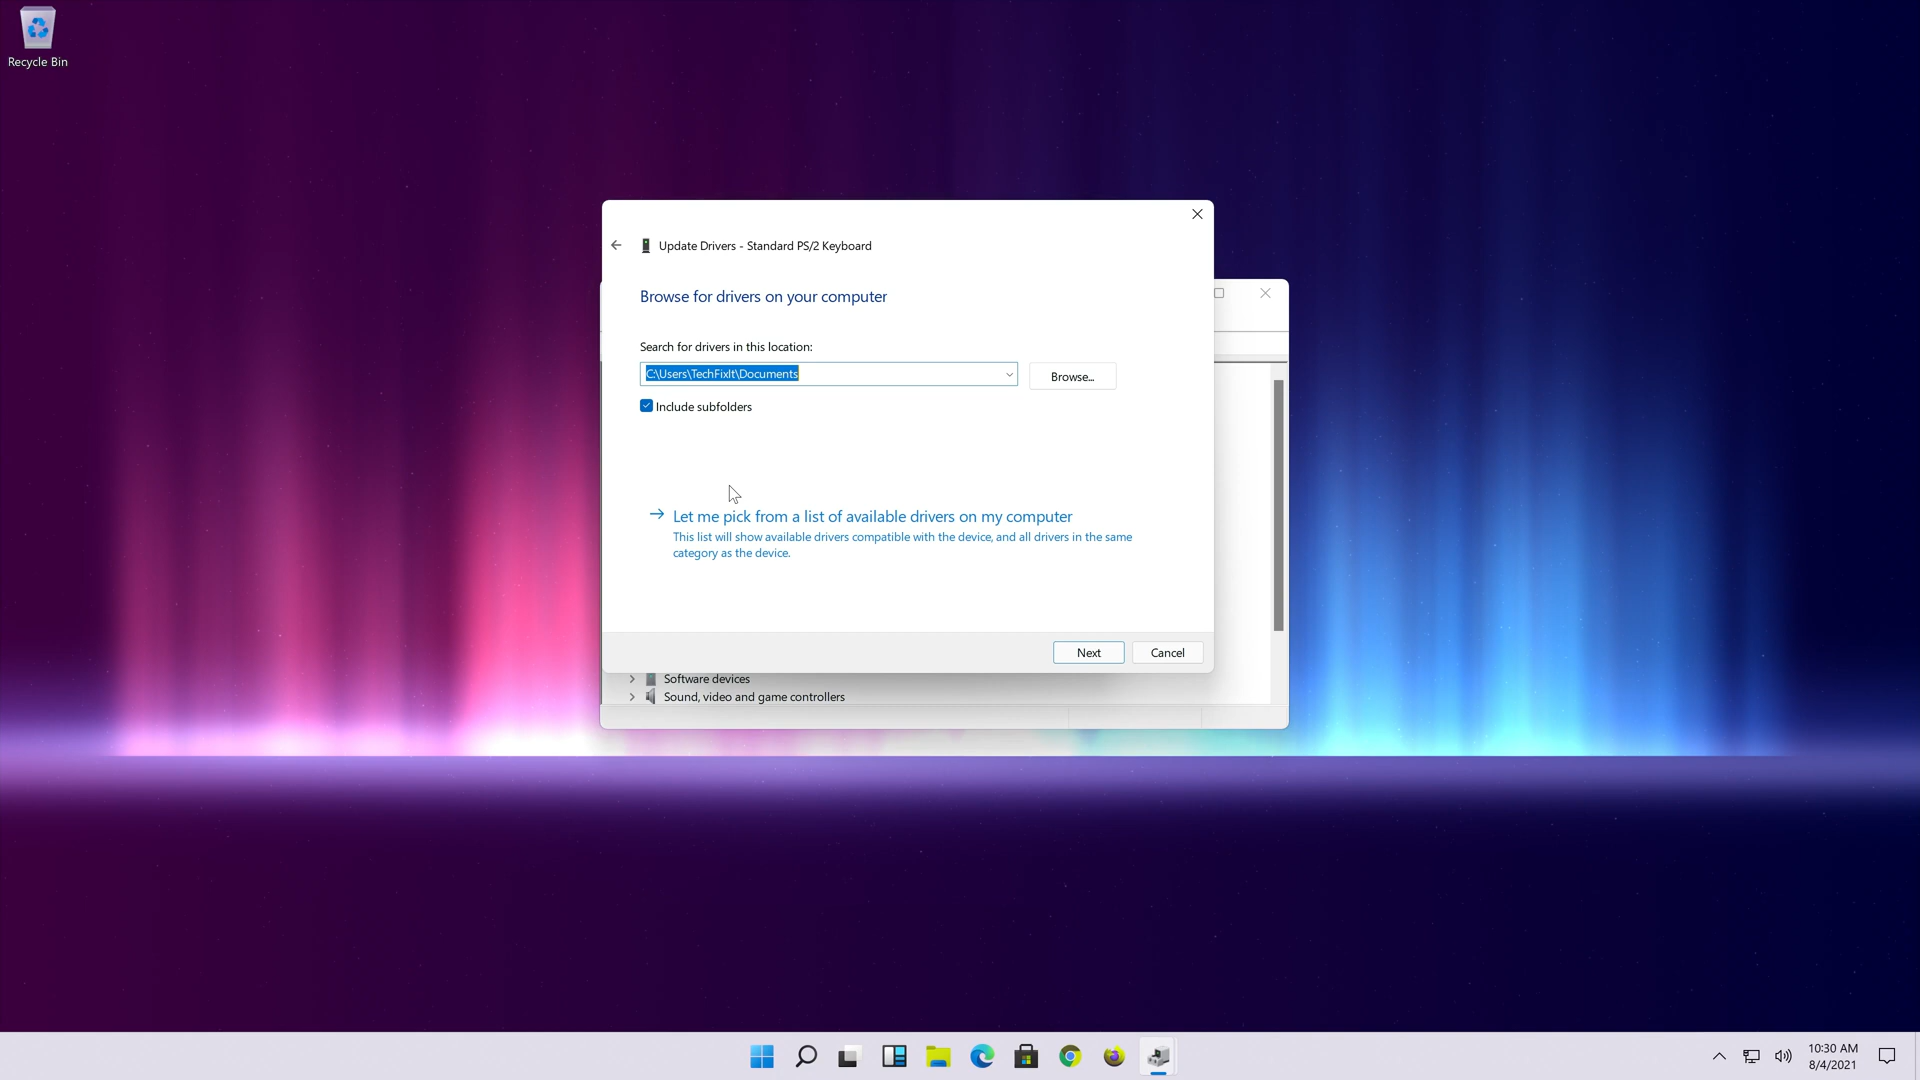 Recycle Bin
Update Drivers - Standard PS/2 Keyboard
Browse for drivers on your computer
Search for drivers in this location:
C:\Users\TechFixIt\Documents
Browse...
Include subfolders
Let me pick from a list of available drivers on my computer
This list will show available drivers compatible with the device, and all drivers in the same
category as the device.
Next
Cancel
Software devices
Sound, video and game controllers
10:30 AM
8/4/2021